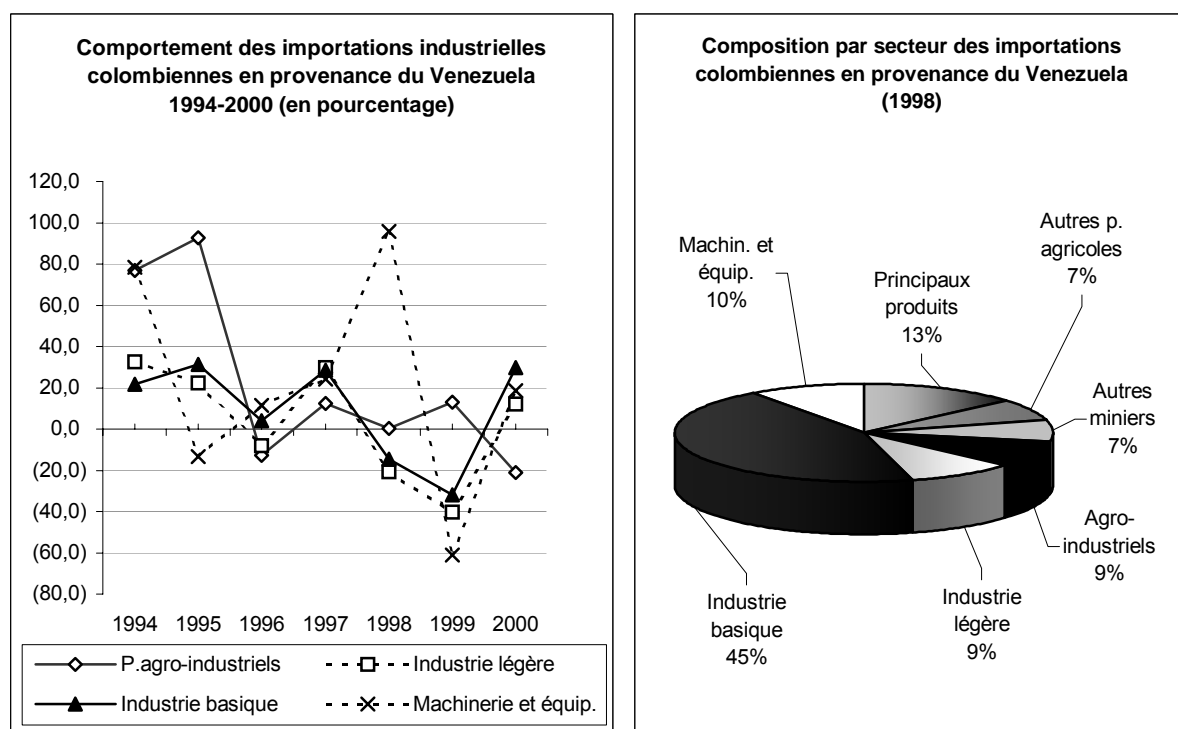 Comportement des importations industrielles
colombiennes en provenance du Venezuela
1994-2000 (en pourcentage)
120,0
100,0
80,0
60,0
40,0
20,0
0,0
(20,0)
(40,0)
(60,0)
(80,0)
1994 1995 1996 1997 1998 1999 2000
P.agro-industriels
Industrie légère
Industrie basique
Machinerie et équip.
Composition par secteur des importations
colombiennes en provenance du Venezuela
(1998)
Machin. et
équip.
10%
Principaux
produits
13%
Autres p.
agricoles
7%
Autres
miniers
7%
Agro-
industriels
9%
Industrie
légère
9%
Industrie
basique
45%